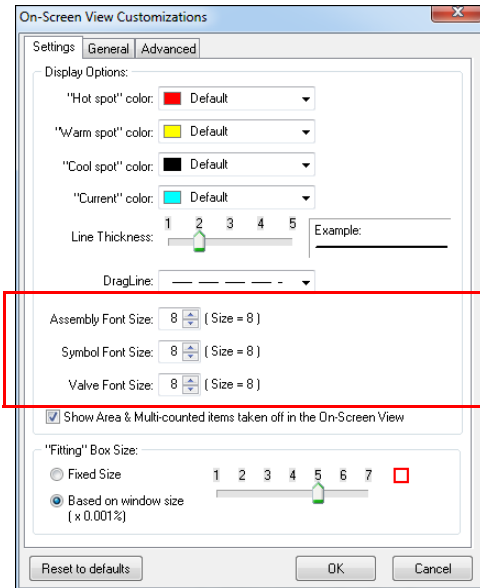 On-Screen View Customizations
Settings General Advanced
Display Options:
"Hot spot" color: Default
"Warm spot" color: Default
"Cool spot" color: Default
"Current" color: Default
1 2 3 4 5
Line Thickness:
Example:
DragLine:
Assembly Font Size: 8 ( Size = 8 )
Symbol Font Size: 8 ( Size = 8 )
Valve Font Size: 8 ( Size = 8 )
Show Area & Multi-counted items taken off in the On-Screen View
"Fitting" Box Size:
Fixed Size
1 2 3 4 5 6 7
Based on window size
( x 0.001%)
Reset to defaults OK Cancel